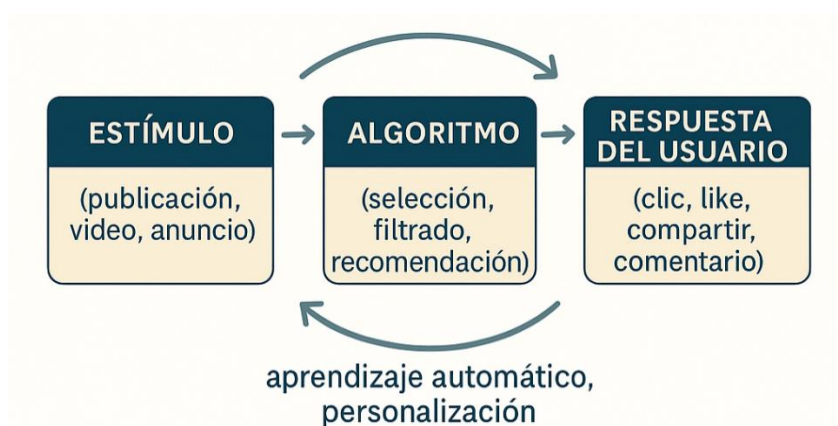 ESTÍMULO
(publicación,
video, anuncio)
ALGORITMO
(selección,
filtrado,
recomendación)
RESPUESTA
DEL USUARIO
(clic, like,
compartir,
comentario)
aprendizaje automático,
personalización